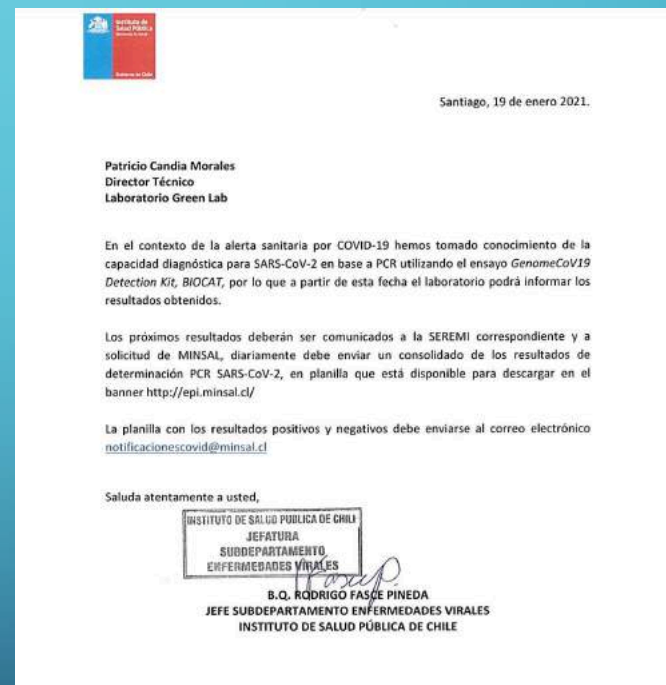 Instituto de
Salud Pública
Gobierno de Chile
Santiago, 19 de enero 2021.
Patricio Candia Morales
Director Técnico
Laboratorio Green Lab
En el contexto de la alerta sanitaria por COVID-19 hemos tomado conocimiento de la
capacidad diagnóstica para SARS-CoV-2 en base a PCR utilizando el ensayo GenomeCoV19
Detection Kit, BIOCAT, por lo que a partir de esta fecha el laboratorio podrá informar los
resultados obtenidos.
Los próximos resultados deberán ser comunicados a la SEREMI correspondiente y a
solicitud de MINSAL, diariamente debe enviar un consolidado de los resultados de
determinación PCR SARS-CoV-2, en planilla que está disponible para descargar en el
banner http://epi.minsal.cl/
La planilla con los resultados positivos y negativos debe enviarse al correo electrónico
notificacionescovid@minsal.cl
Saluda atentamente a usted,
INSTITUTO DE SALUD PUBLICA DE CHILE
JEFATURA
SUBDEPARTAMENTO
ENFERMEDADES VIRALES
B.Q. RODRIGO FASCE PINEDA
JEFE SUBDEPARTAMENTO ENFERMEDADES VIRALES
INSTITUTO DE SALUD PÚBLICA DE CHILE